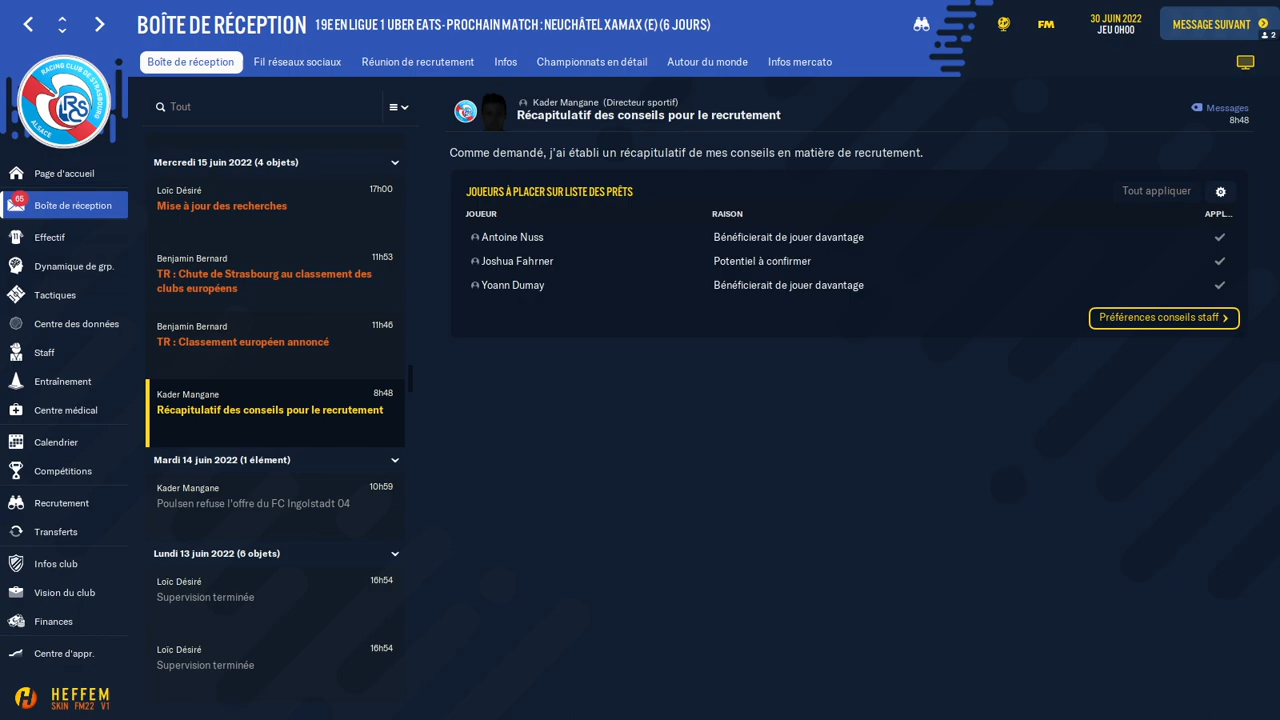 BOÎTE DE RÉCEPTION
19E EN LIGUE 1 UBER EATS - PROCHAIN MATCH : NEUCHÂTEL XAMAX (E) (6 JOURS)
FM
30 JUIN 2022
JEU 0H00
MESSAGE SUIVANT
2
Boîte de réception
Fil réseaux sociaux
Réunion de recrutement
Infos
Championnats en détail
Autour du monde
Infos mercato
RACING CLUB DE STRASBOURG
RCS
ALSACE
Page d'accueil
65
Boîte de réception
11
Effectif
Dynamique de grp.
Tactiques
Centre des données
Staff
Entraînement
Centre médical
Calendrier
Compétitions
Recrutement
Transferts
Infos club
Vision du club
Finances
Centre d'appr.
HEFFEM
SKIN FM22 V1
Tout
Mercredi 15 juin 2022 (4 objets)
Loïc Désiré 17h00
Mise à jour des recherches
Benjamin Bernard 11h53
TR : Chute de Strasbourg au classement des
clubs européens
Benjamin Bernard 11h46
TR : Classement européen annoncé
Kader Mangane 8h48
Récapitulatif des conseils pour le recrutement
Mardi 14 juin 2022 (1 élément)
Kader Mangane 10h59
Poulsen refuse l'offre du FC Ingolstadt 04
Lundi 13 juin 2022 (6 objets)
Loïc Désiré 16h54
Supervision terminée
Loïc Désiré 16h54
Supervision terminée
Kader Mangane (Directeur sportif)
Récapitulatif des conseils pour le recrutement
Messages
8h48
Comme demandé, j'ai établi un récapitulatif de mes conseils en matière de recrutement.
JOUEURS À PLACER SUR LISTE DES PRÊTS
Tout appliquer
JOUEUR RAISON APPL...
Antoine Nuss Bénéficierait de jouer davantage
Joshua Fahrner Potentiel à confirmer
Yoann Dumay Bénéficierait de jouer davantage
Préférences conseils staff